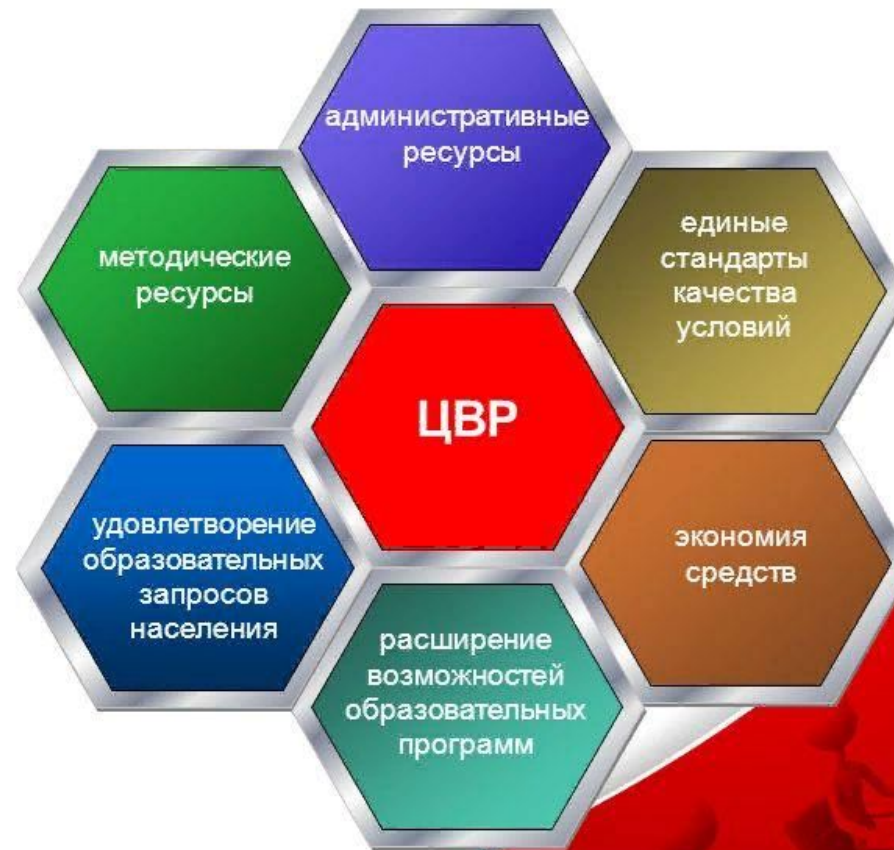 административные
ресурсы
методические
ресурсы
единые
стандарты
качества
условий
ЦВР
удовлетворение
образовательных
запросов
населения
экономия
средств
расширение
возможностей
образовательных
программ